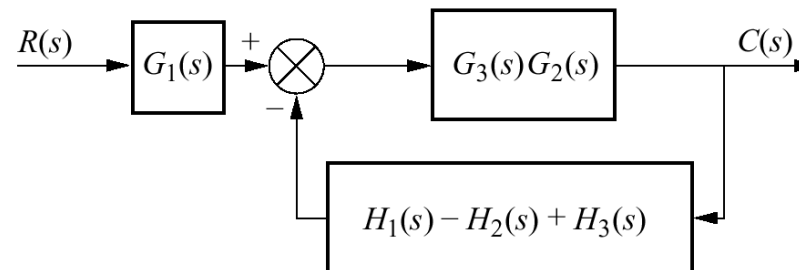 R(s)
G₁(s)
+
−
G₃(s)G₂(s)
C(s)
H₁(s) − H₂(s) + H₃(s)